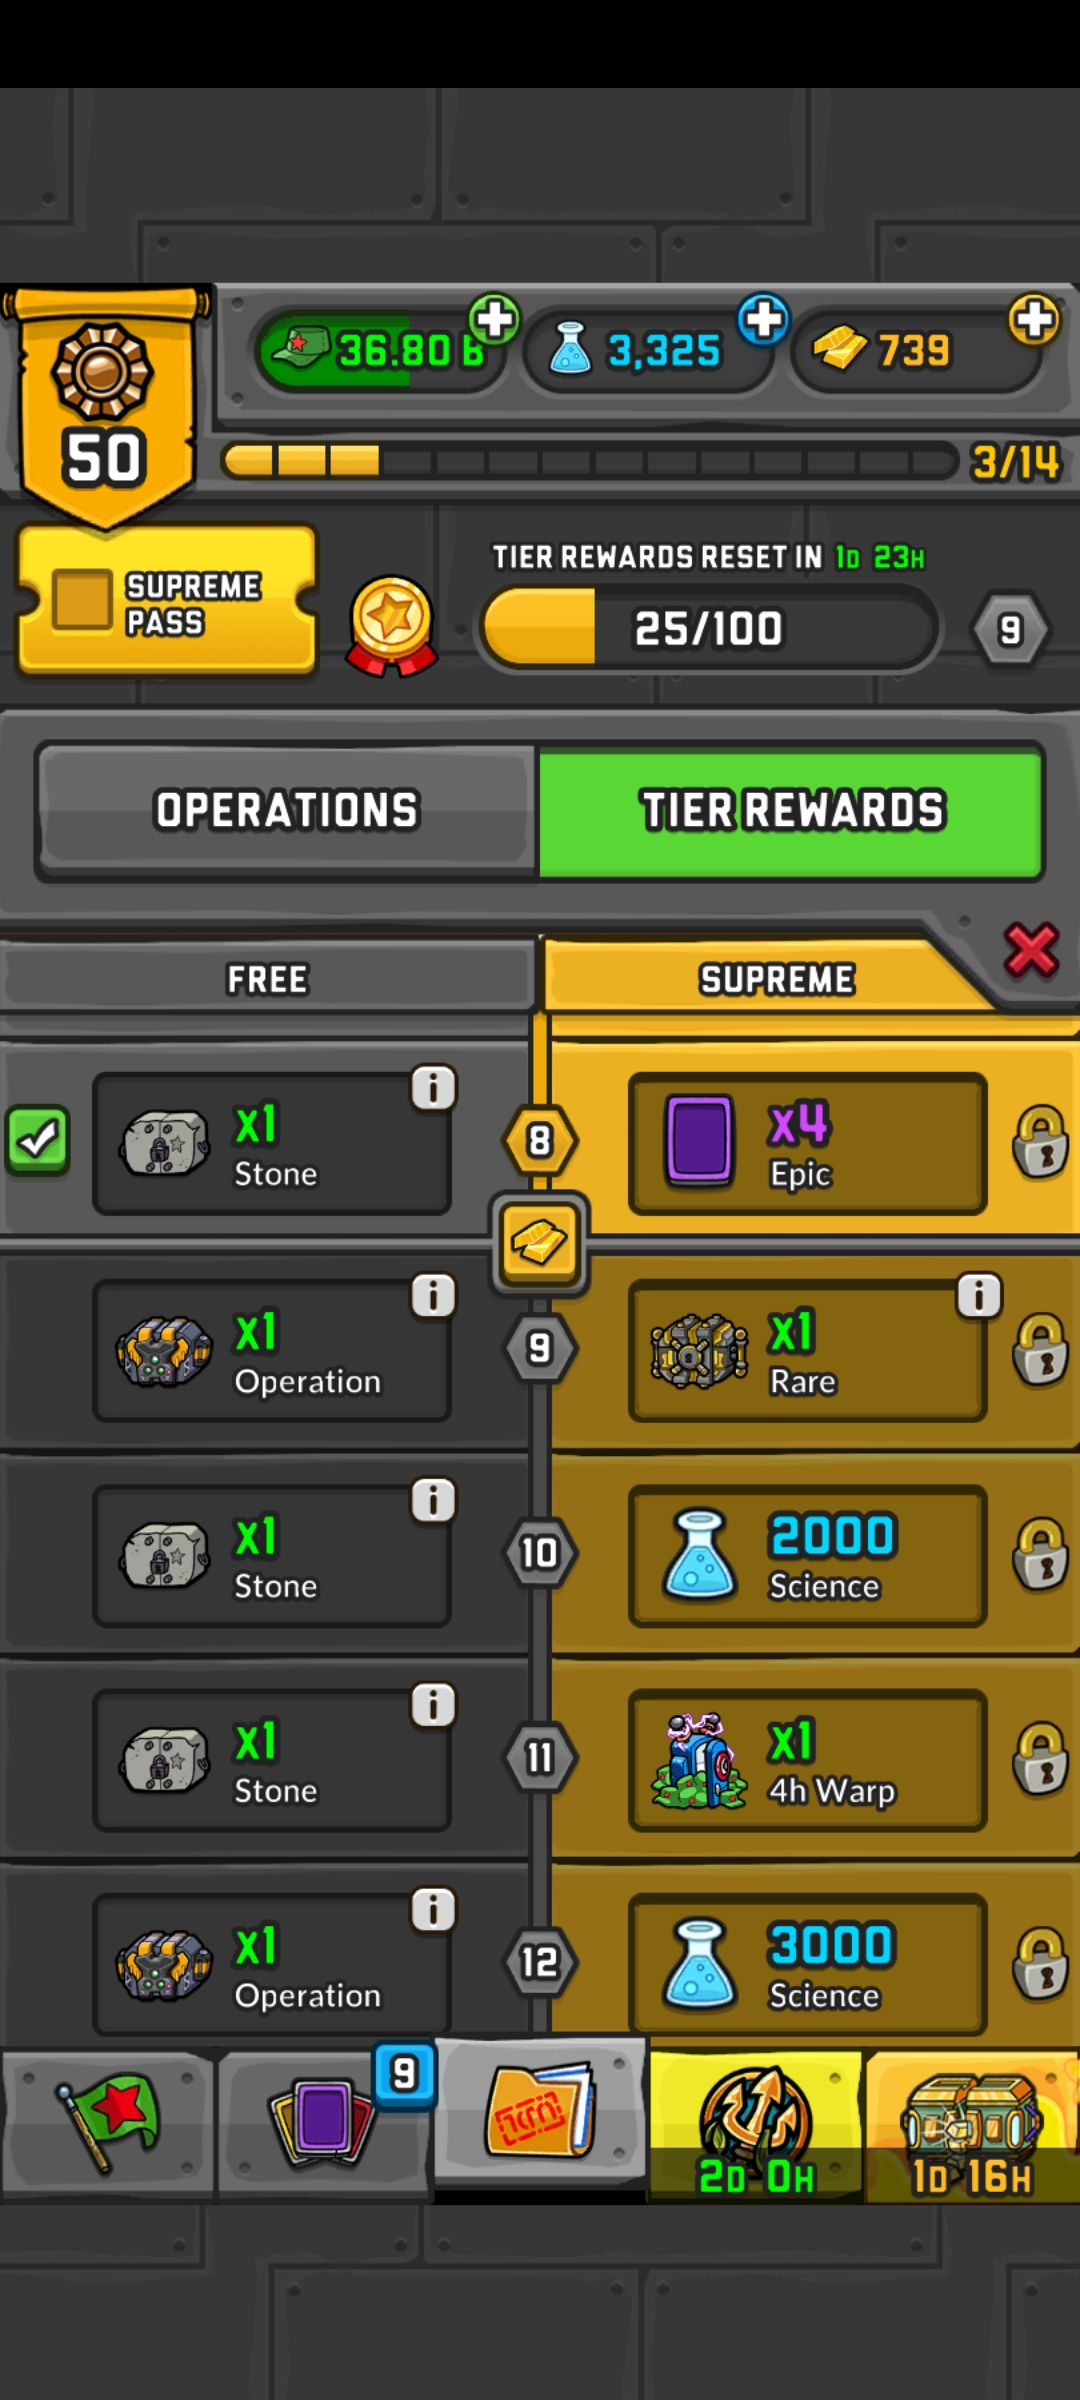 36.80 B
3,325
739
50
3/14
SUPREME
PASS
TIER REWARDS RESET IN 1D 23H
25/100
9
OPERATIONS
TIER REWARDS
FREE
SUPREME
x1
Stone
8
x4
Epic
x1
Operation
9
x1
Rare
x1
Stone
10
2000
Science
x1
Stone
11
x1
4h Warp
x1
Operation
12
3000
Science
9
2D 0H
1D 16H